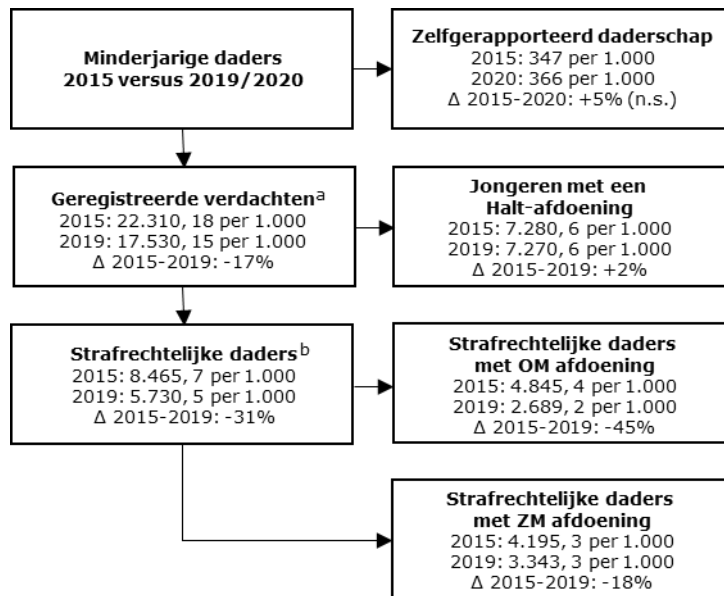 Minderjarige daders
2015 versus 2019/2020
Zelfgerapporteerd daderschap
2015: 347 per 1.000
2020: 366 per 1.000
Δ 2015-2020: +5% (n.s.)
Geregistreerde verdachtenᵃ
2015: 22.310, 18 per 1.000
2019: 17.530, 15 per 1.000
Δ 2015-2019: -17%
Jongeren met een
Halt-afdoening
2015: 7.280, 6 per 1.000
2019: 7.270, 6 per 1.000
Δ 2015-2019: +2%
Strafrechtelijke daders ᵇ
2015: 8.465, 7 per 1.000
2019: 5.730, 5 per 1.000
Δ 2015-2019: -31%
Strafrechtelijke daders
met OM afdoening
2015: 4.845, 4 per 1.000
2019: 2.689, 2 per 1.000
Δ 2015-2019: -45%
Strafrechtelijke daders
met ZM afdoening
2015: 4.195, 3 per 1.000
2019: 3.343, 3 per 1.000
Δ 2015-2019: -18%